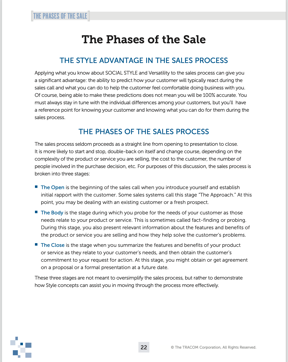 THE PHASES OF THE SALE
The Phases of the Sale
THE STYLE ADVANTAGE IN THE SALES PROCESS
Applying what you know about SOCIAL STYLE and Versatility to the sales process can give you
a significant advantage: the ability to predict how your customer will typically react during the
sales call and what you can do to help the customer feel comfortable doing business with you.
Of course, being able to make these predictions does not mean you will be 100% accurate. You
must always stay in tune with the individual differences among your customers, but you'll have
a reference point for knowing your customer and knowing what you can do for them during the
sales process.
THE PHASES OF THE SALES PROCESS
The sales process seldom proceeds as a straight line from opening to presentation to close.
It is more likely to start and stop, double-back on itself and change course, depending on the
complexity of the product or service you are selling, the cost to the customer, the number of
people involved in the purchase decision, etc. For purposes of this discussion, the sales process is
broken into three stages:
The Open is the beginning of the sales call when you introduce yourself and establish
initial rapport with the customer. Some sales systems call this stage "The Approach." At this
point, you may be dealing with an existing customer or a fresh prospect.
The Body is the stage during which you probe for the needs of your customer as those
needs relate to your product or service. This is sometimes called fact-finding or probing.
During this stage, you also present relevant information about the features and benefits of
the product or service you are selling and how they help solve the customer's problems.
The Close is the stage when you summarize the features and benefits of your product
or service as they relate to your customer's needs, and then obtain the customer's
commitment to your request for action. At this stage, you might obtain or get agreement
on a proposal or a formal presentation at a future date.
These three stages are not meant to oversimplify the sales process, but rather to demonstrate
how Style concepts can assist you in moving through the process more effectively.
22
© The TRACOM Corporation. All Rights Reserved